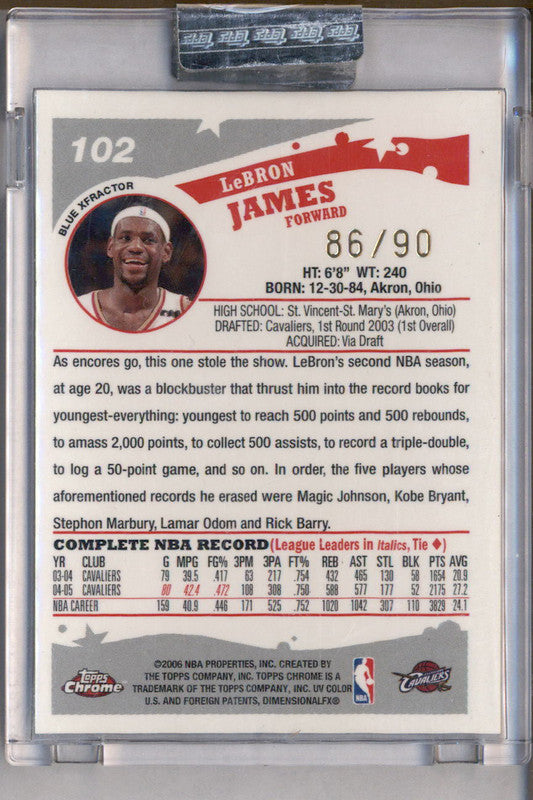 Topps Topps Topps Topps Topps
102
BLUE XFRACTOR
LeBRON
JAMES
FORWARD
86/90
HT: 6'8" WT: 240
BORN: 12-30-84, Akron, Ohio
HIGH SCHOOL: St. Vincent-St. Mary's (Akron, Ohio)
DRAFTED: Cavaliers, 1st Round 2003 (1st Overall)
ACQUIRED: Via Draft
As encores go, this one stole the show. LeBron's second NBA season,
at age 20, was a blockbuster that thrust him into the record books for
youngest-everything: youngest to reach 500 points and 500 rebounds,
to amass 2,000 points, to collect 500 assists, to record a triple-double,
to log a 50-point game, and so on. In order, the five players whose
aforementioned records he erased were Magic Johnson, Kobe Bryant,
Stephon Marbury, Lamar Odom and Rick Barry.
COMPLETE NBA RECORD (League Leaders in Italics, Tie ♦)
YR CLUB G MPG FG% 3PM 3PA FT% REB AST STL BLK PTS AVG
03-04 CAVALIERS 79 39.5 .417 63 217 .754 432 465 130 58 1654 20.9
04-05 CAVALIERS 80 42.4 .472 108 308 .750 588 577 177 52 2175 27.2
NBA CAREER 159 40.9 .446 171 525 .752 1020 1042 307 110 3829 24.1
©2006 NBA PROPERTIES, INC. CREATED BY
THE TOPPS COMPANY, INC. TOPPS CHROME IS A
TRADEMARK OF THE TOPPS COMPANY, INC. UV COLOR
U.S. AND FOREIGN PATENTS, DIMENSIONALFX®
Topps Chrome
NBA
CAVALIERS